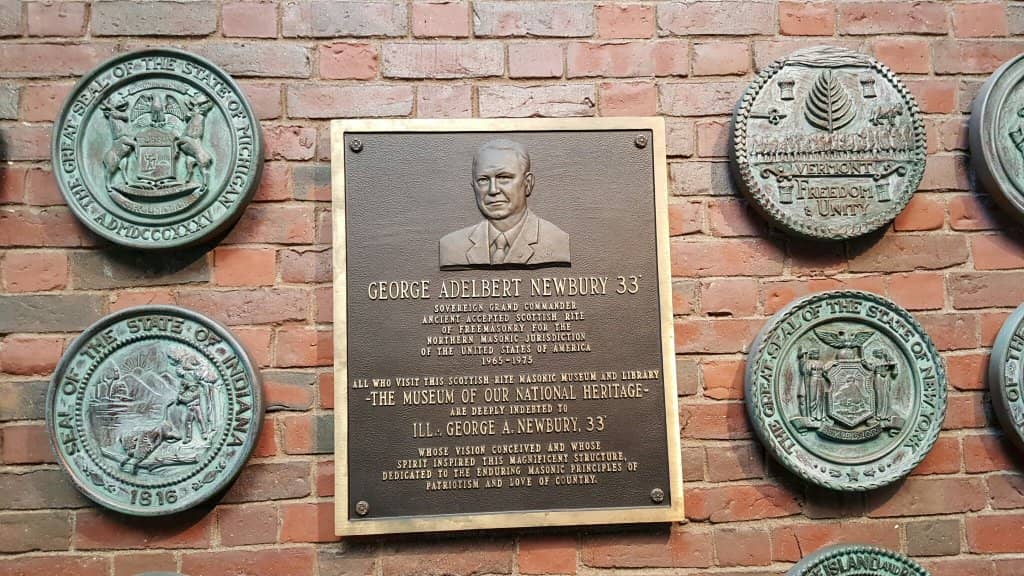 THE GREAT SEAL OF THE STATE OF MICHIGAN
A.D. MDCCCXXXV
SEAL OF THE STATE OF INDIANA
1816
GEORGE ADELBERT NEWBURY 33°
SOVEREIGN GRAND COMMANDER
ANCIENT ACCEPTED SCOTTISH RITE
OF FREEMASONRY FOR THE
NORTHERN MASONIC JURISDICTION
OF THE UNITED STATES OF AMERICA
1965-1975
ALL WHO VISIT THIS SCOTTISH RITE MASONIC MUSEUM AND LIBRARY
-THE MUSEUM OF OUR NATIONAL HERITAGE-
ARE DEEPLY INDEBTED TO
ILL∴ GEORGE A. NEWBURY, 33°
WHOSE VISION CONCEIVED AND WHOSE
SPIRIT INSPIRED THIS MAGNIFICENT STRUCTURE,
DEDICATED TO THE ENDURING MASONIC PRINCIPLES OF
PATRIOTISM AND LOVE OF COUNTRY.
VERMONT
FREEDOM
& UNITY
THE GREAT SEAL OF THE STATE OF NEW YORK
ISLAND AND